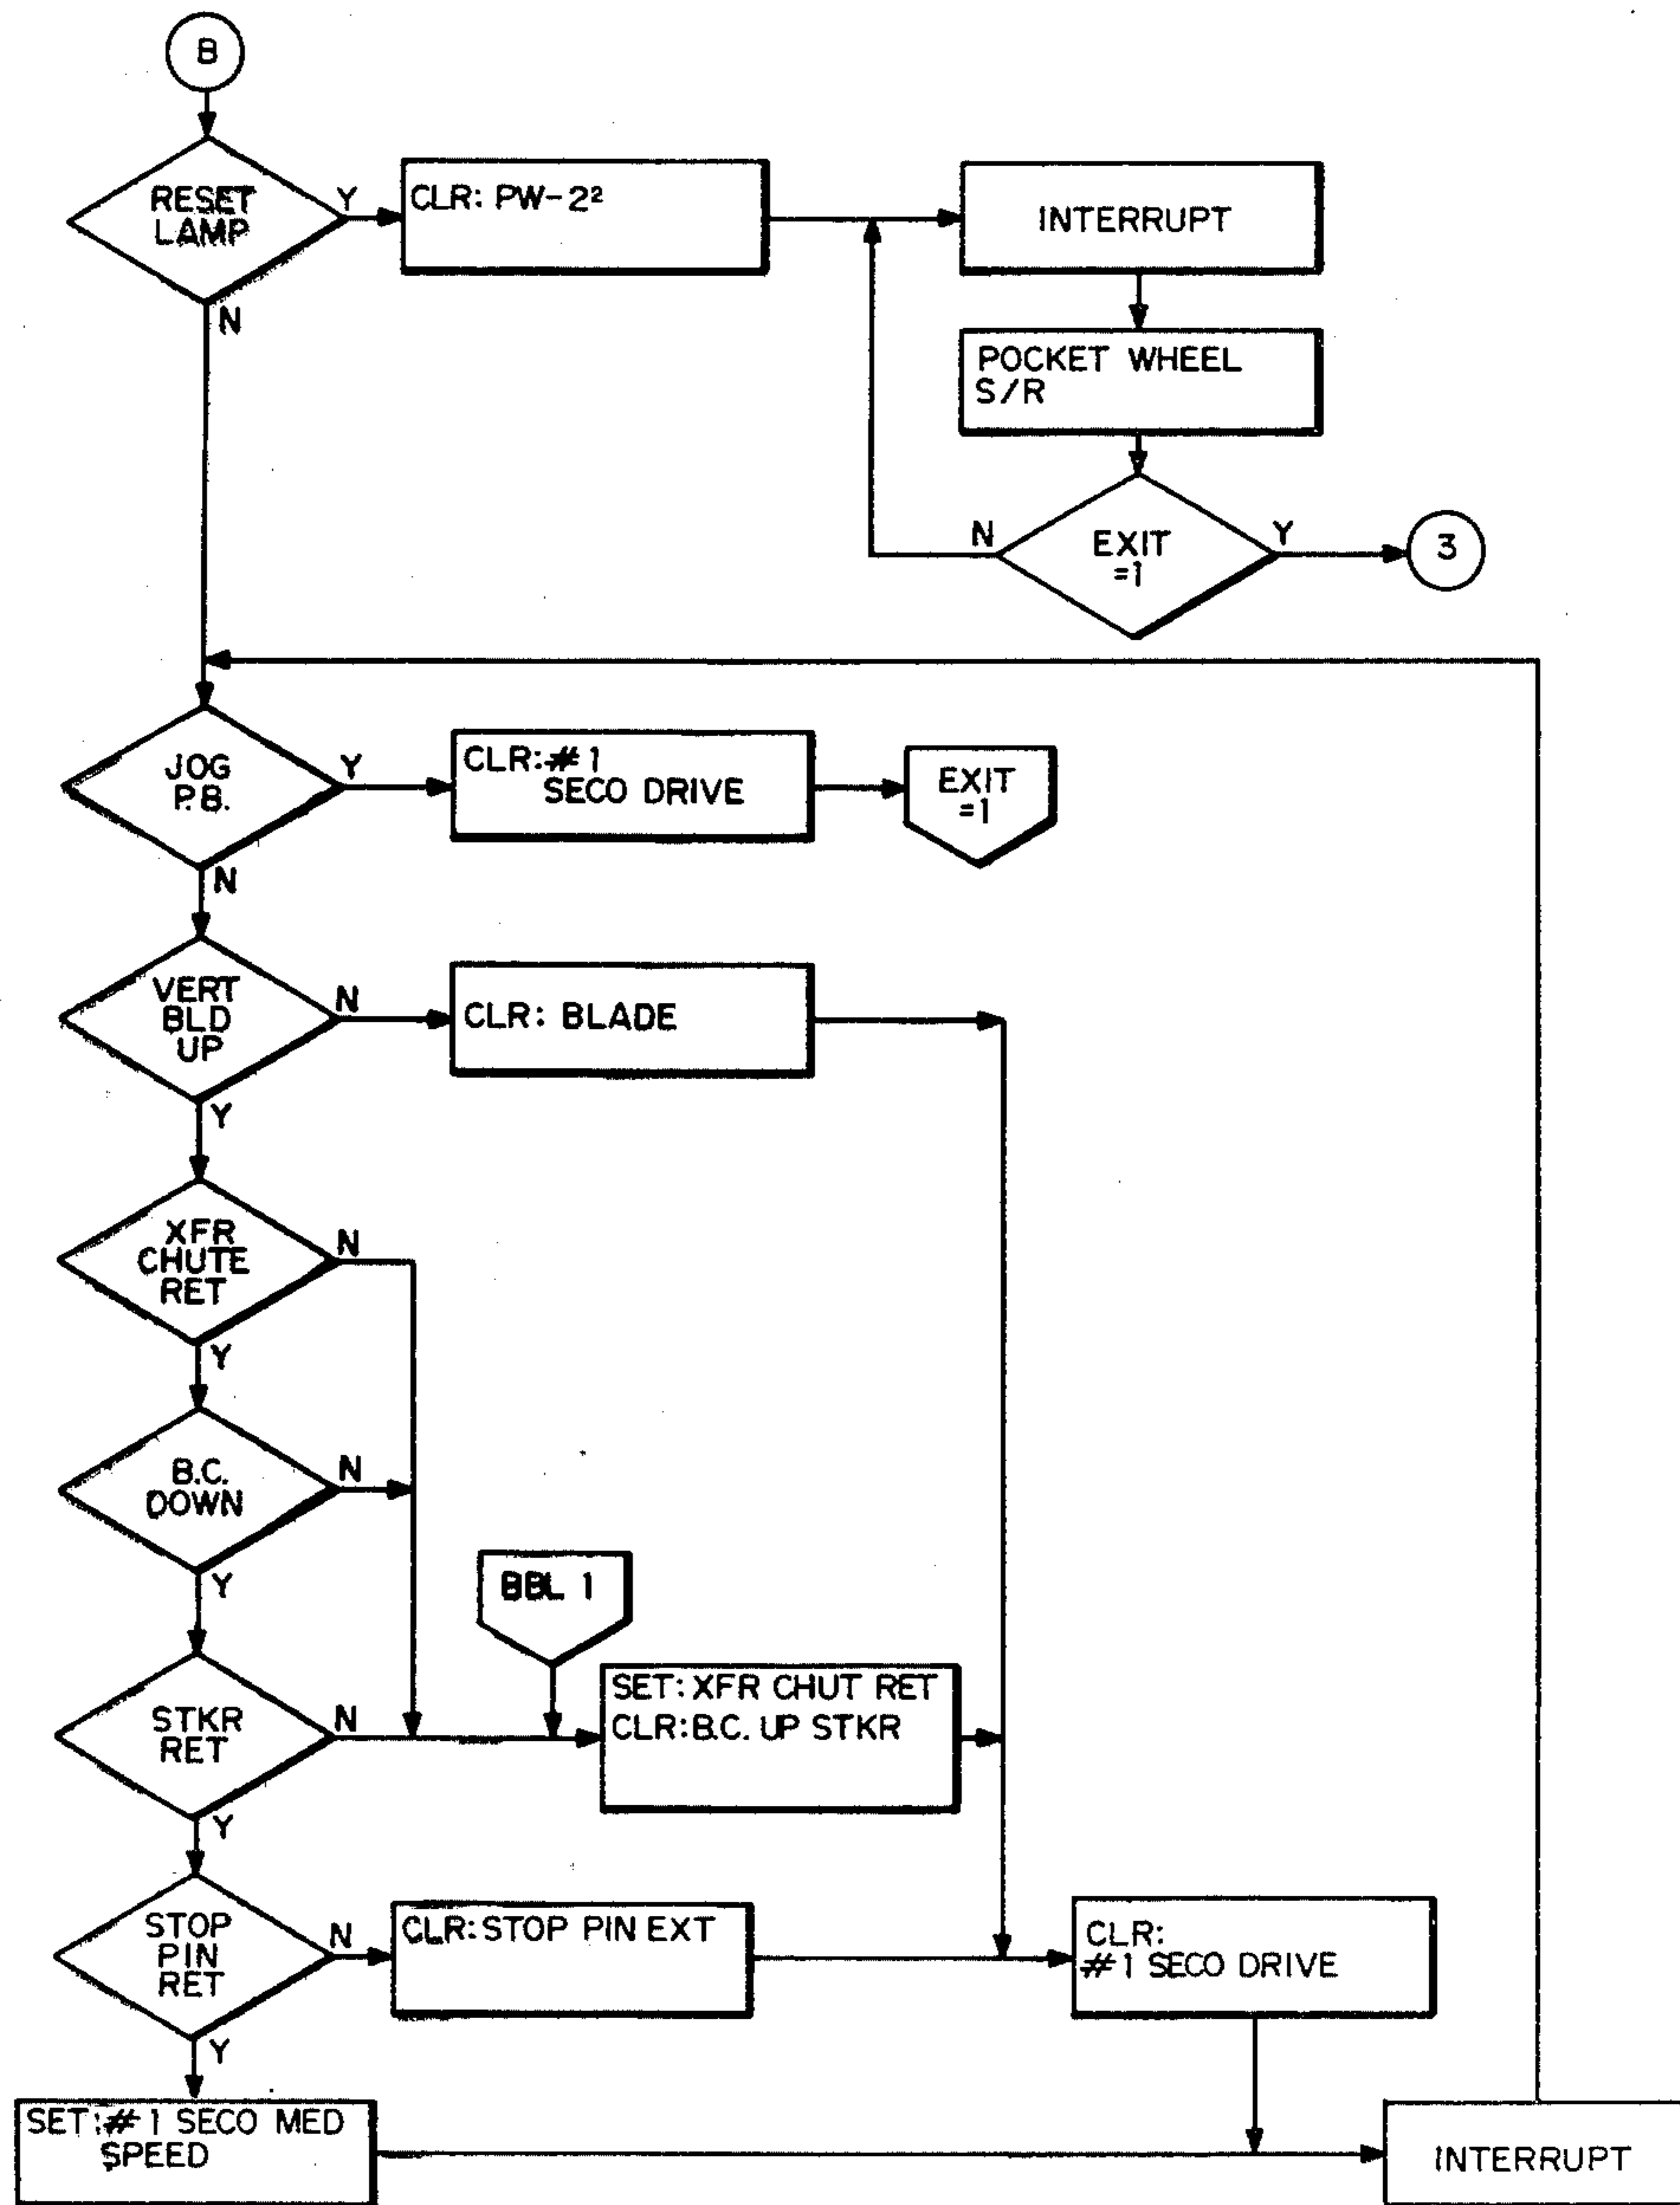 B
RESET
LAMP
Y
CLR: PW-2²
INTERRUPT
N
POCKET WHEEL
S/R
N
EXIT
=1
Y
3
JOG
P.B.
Y
CLR:#1
SECO DRIVE
EXIT
=1
N
VERT
BLD
UP
N
CLR: BLADE
Y
XFR
CHUTE
RET
N
Y
B.C.
DOWN
N
Y
BBL 1
STKR
RET
N
SET: XFR CHUT RET
CLR: B.C. UP STKR
Y
STOP
PIN
RET
N
CLR: STOP PIN EXT
CLR:
#1 SECO DRIVE
Y
SET:#1 SECO MED
SPEED
INTERRUPT